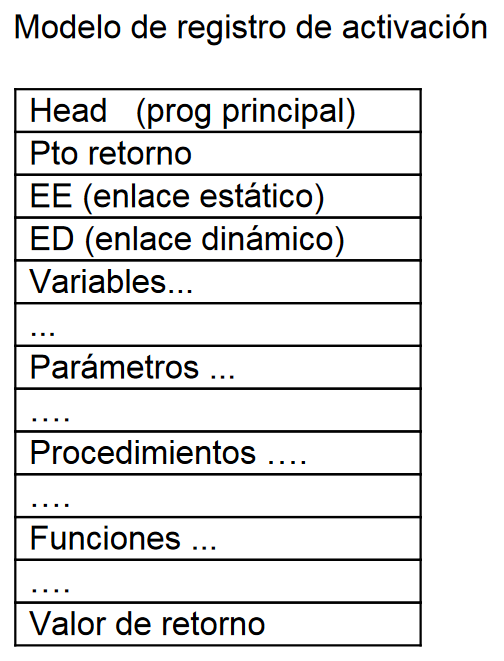 Modelo de registro de activación
Head (prog principal)
Pto retorno
EE (enlace estático)
ED (enlace dinámico)
Variables...
...
Parámetros ...
....
Procedimientos ....
....
Funciones ...
....
Valor de retorno